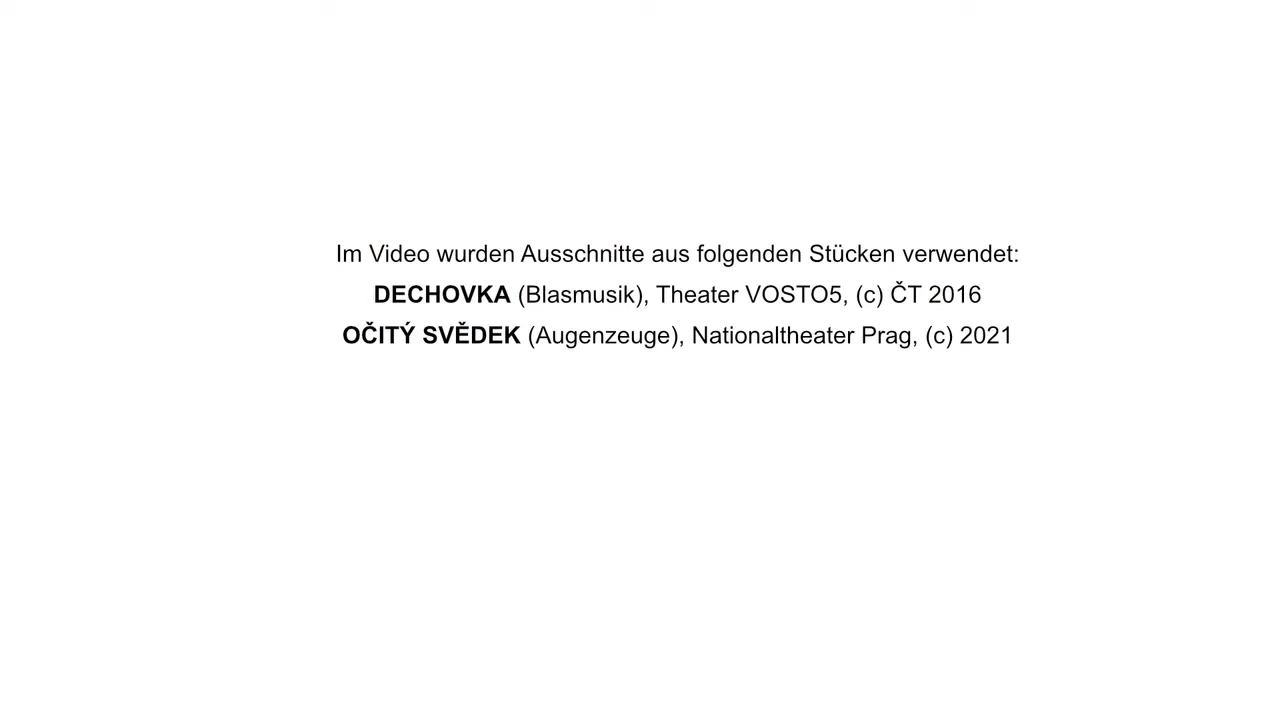 Im Video wurden Ausschnitte aus folgenden Stücken verwendet:
DECHOVKA (Blasmusik), Theater VOSTO5, (c) ČT 2016
OČITÝ SVĚDEK (Augenzeuge), Nationaltheater Prag, (c) 2021